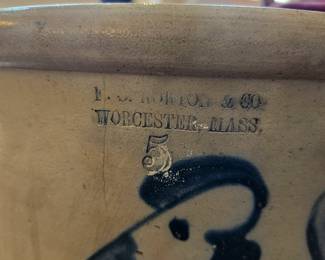 F. B. NORTON & CO.
WORCESTER, MASS.
5